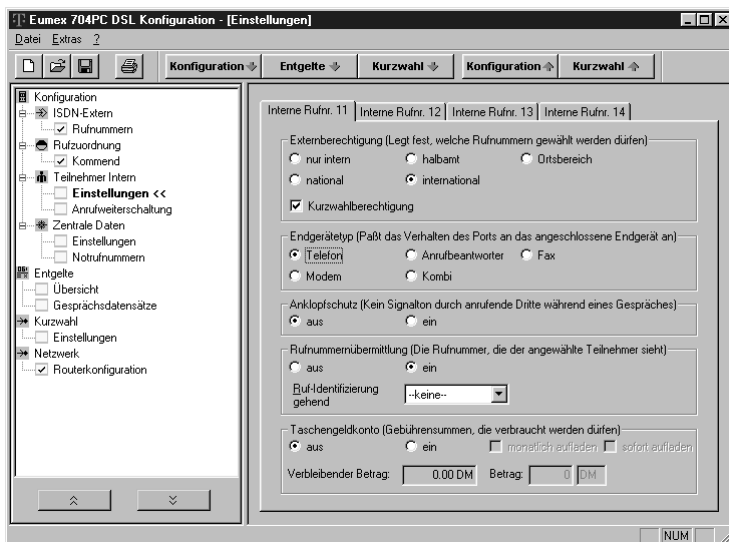 Eumex 704PC DSL Konfiguration - [Einstellungen]
Datei Extras ?
Konfiguration Entgelte Kurzwahl Konfiguration Kurzwahl
Konfiguration
ISDN-Extern
Rufnummern
Rufzuordnung
Kommend
Teilnehmer Intern
Einstellungen <<
Anrufweiterschaltung
Zentrale Daten
Einstellungen
Notrufnummern
Entgelte
Übersicht
Gesprächsdatensätze
Kurzwahl
Einstellungen
Netzwerk
Routerkonfiguration
Interne Rufnr. 11 Interne Rufnr. 12 Interne Rufnr. 13 Interne Rufnr. 14
Externberechtigung (Legt fest, welche Rufnummern gewählt werden dürfen)
nur intern halbamt Ortsbereich
national international
Kurzwahlberechtigung
Endgerätetyp (Paßt das Verhalten des Ports an das angeschlossene Endgerät an)
Telefon Anrufbeantworter Fax
Modem Kombi
Anklopfschutz (Kein Signalton durch anrufende Dritte während eines Gespräches)
aus ein
Rufnummernübermittlung (Die Rufnummer, die der angewählte Teilnehmer sieht)
aus ein
Ruf-Identifizierung
gehend --keine--
Taschengeldkonto (Gebührensummen, die verbraucht werden dürfen)
aus ein monatlich aufladen sofort aufladen
Verbleibender Betrag: 0.00 DM Betrag: 0 DM
NUM